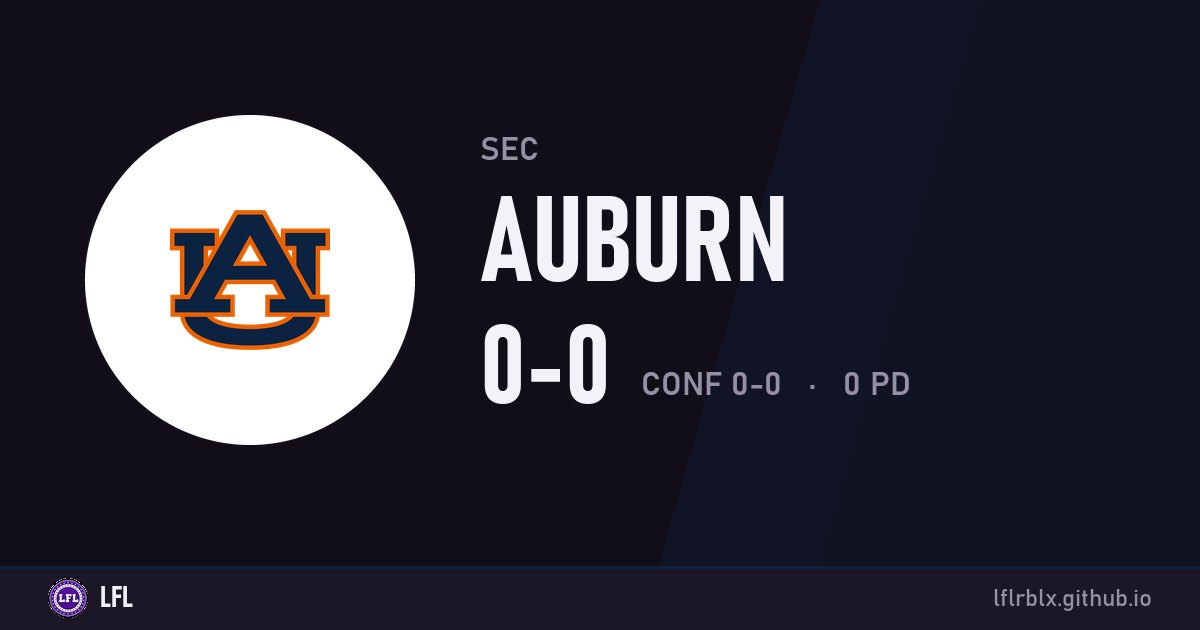 SEC
AUBURN
0-0 CONF 0-0 · 0 PD
AU
LFL LFL
lflrblx.github.io